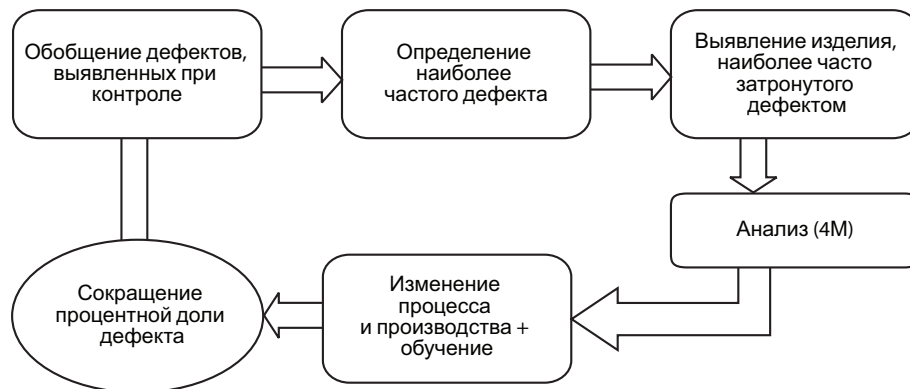 Обобщение дефектов,
выявленных при
контроле
Определение
наиболее
частого дефекта
Выявление изделия,
наиболее часто
затронутого
дефектом
Анализ (4М)
Изменение
процесса
и производства +
обучение
Сокращение
процентной доли
дефекта